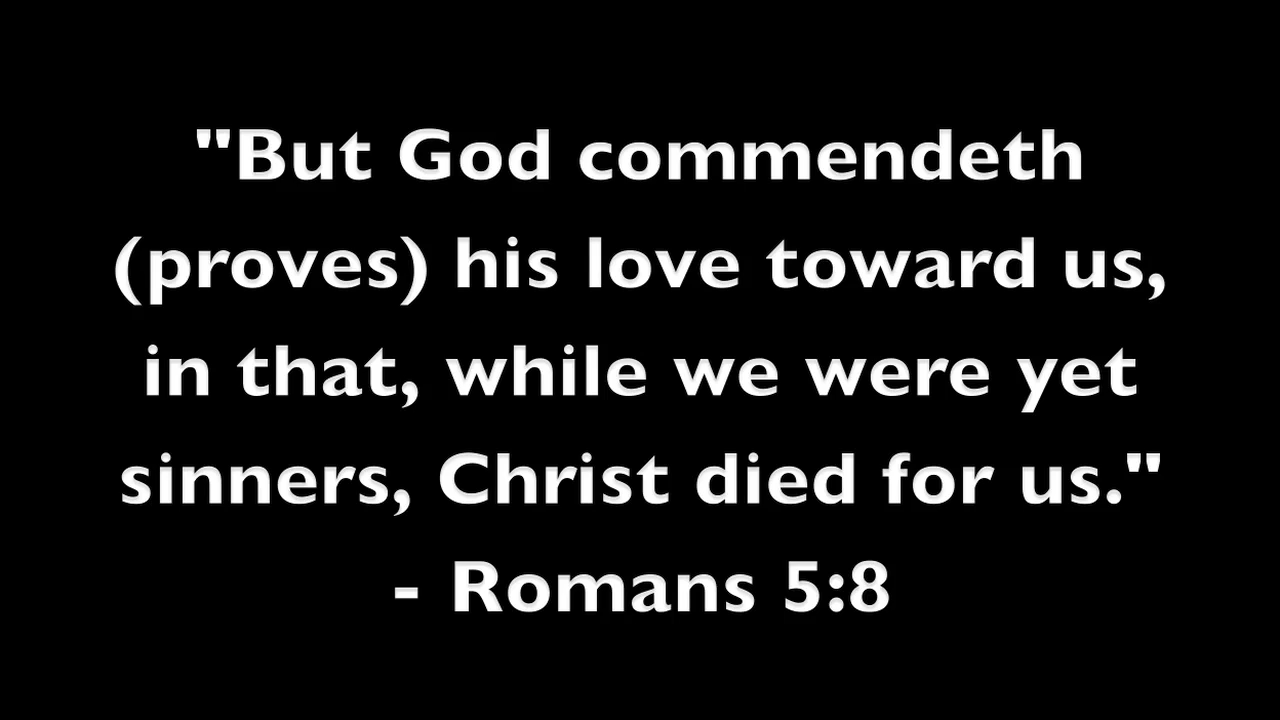 "But God commendeth
(proves) his love toward us,
in that, while we were yet
sinners, Christ died for us."
- Romans 5:8